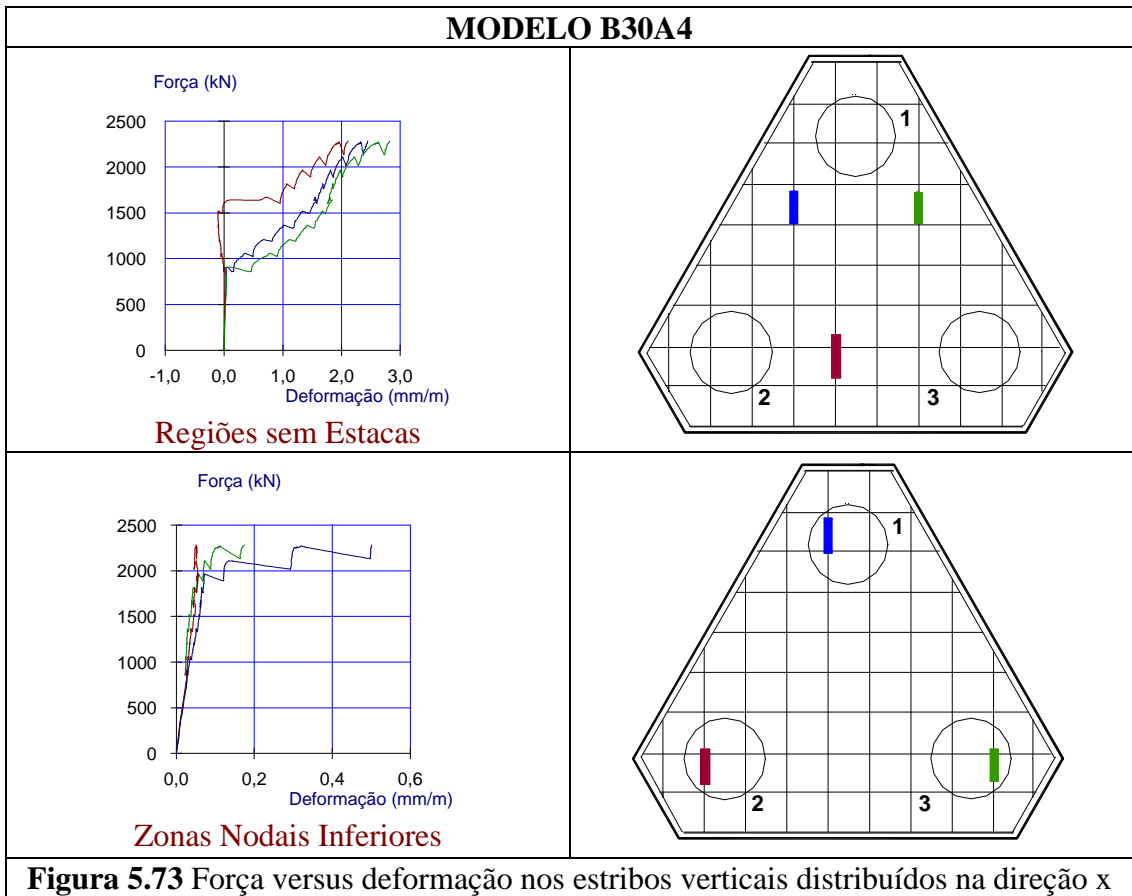 MODELO B30A4
Força (kN)
2500
2000
1500
1000
500
0
-1,0 0,0 1,0 2,0 3,0
Deformação (mm/m)
Regiões sem Estacas
1
2 3
Força (kN)
2500
2000
1500
1000
500
0
0,0 0,2 0,4 0,6
Deformação (mm/m)
Zonas Nodais Inferiores
1
2 3
Figura 5.73 Força versus deformação nos estribos verticais distribuídos na direção x